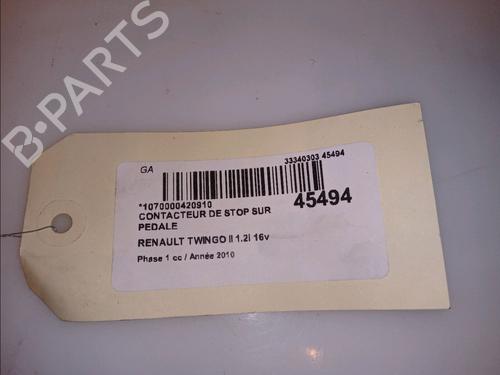 B-PARTS
GA
33340303 45494
*1070000420910
45494
CONTACTEUR DE STOP SUR
PEDALE
RENAULT TWINGO II 1.2i 16v
Phase 1 cc / Année 2010